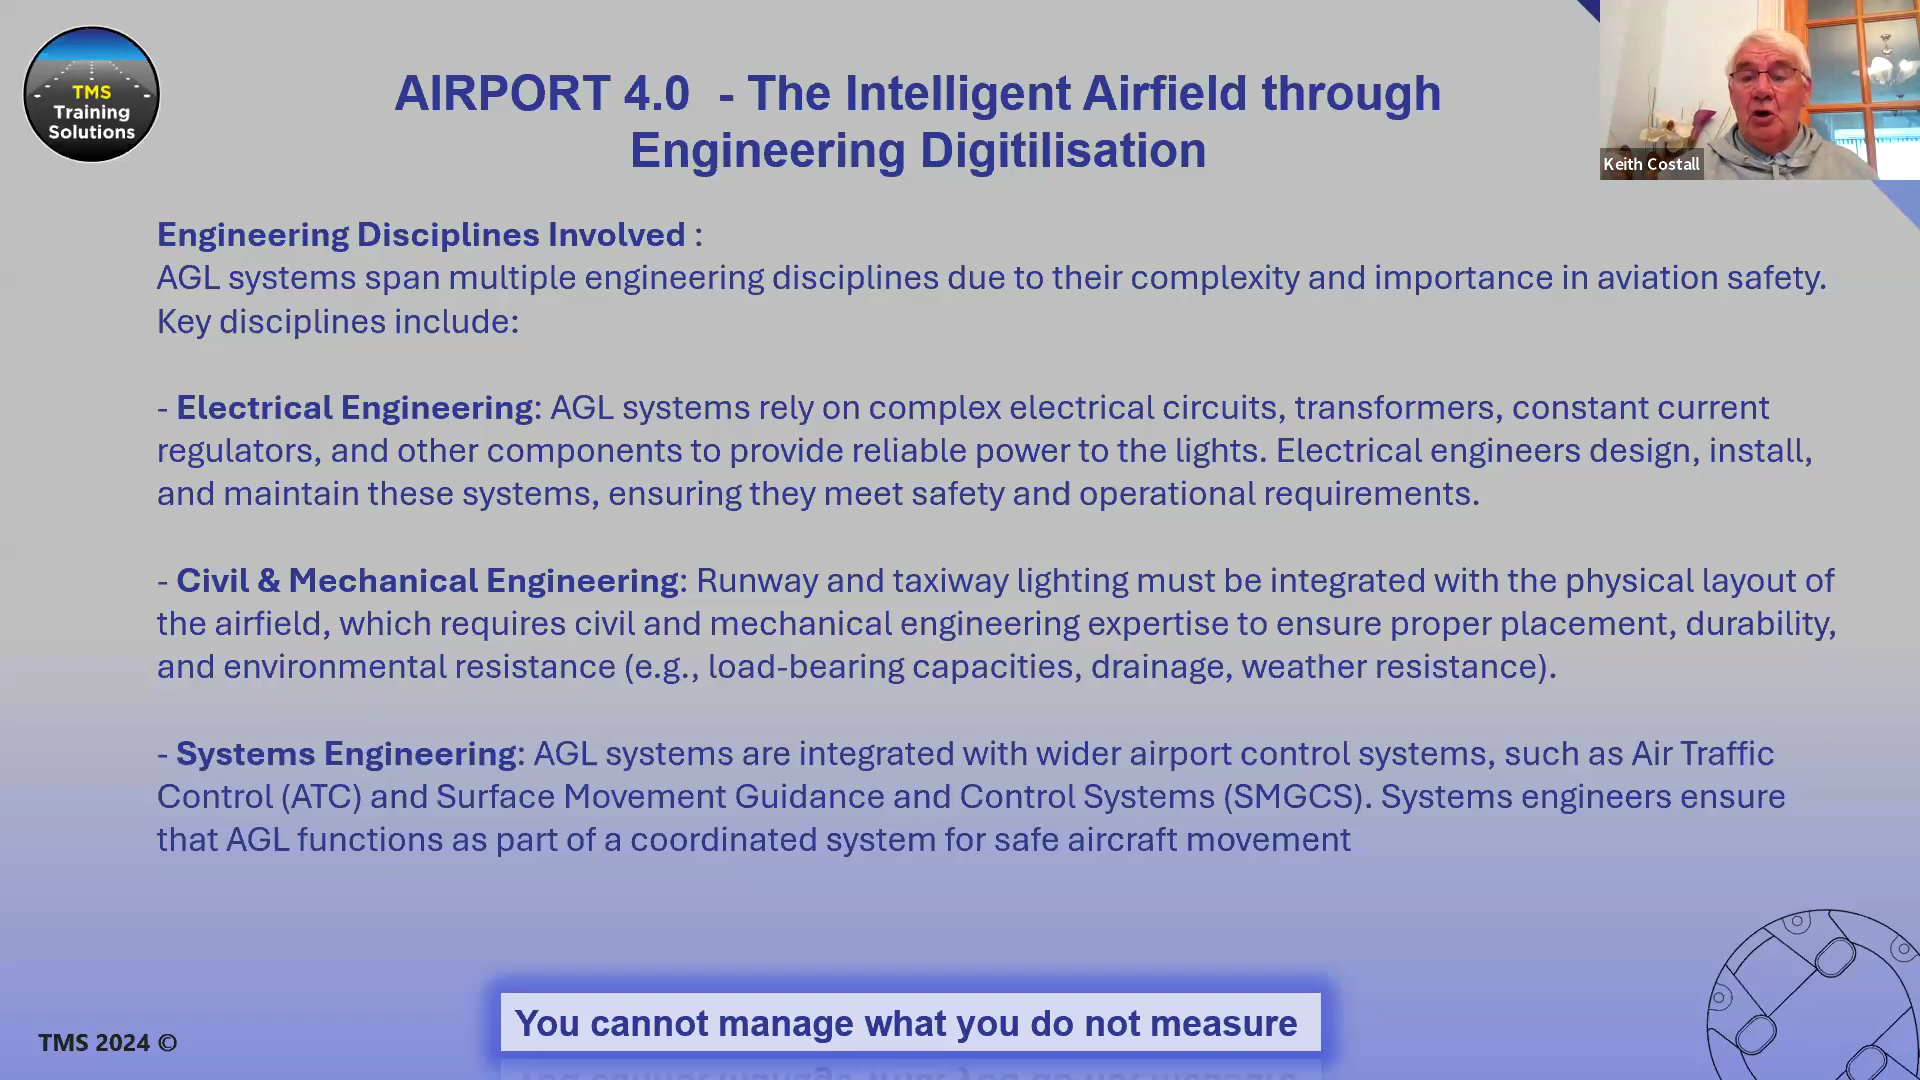 TMS
Training
Solutions
AIRPORT 4.0 - The Intelligent Airfield through
Engineering Digitilisation
Keith Costall
Engineering Disciplines Involved :
AGL systems span multiple engineering disciplines due to their complexity and importance in aviation safety.
Key disciplines include:
- Electrical Engineering: AGL systems rely on complex electrical circuits, transformers, constant current
regulators, and other components to provide reliable power to the lights. Electrical engineers design, install,
and maintain these systems, ensuring they meet safety and operational requirements.
- Civil & Mechanical Engineering: Runway and taxiway lighting must be integrated with the physical layout of
the airfield, which requires civil and mechanical engineering expertise to ensure proper placement, durability,
and environmental resistance (e.g., load-bearing capacities, drainage, weather resistance).
- Systems Engineering: AGL systems are integrated with wider airport control systems, such as Air Traffic
Control (ATC) and Surface Movement Guidance and Control Systems (SMGCS). Systems engineers ensure
that AGL functions as part of a coordinated system for safe aircraft movement
You cannot manage what you do not measure
TMS 2024 ©